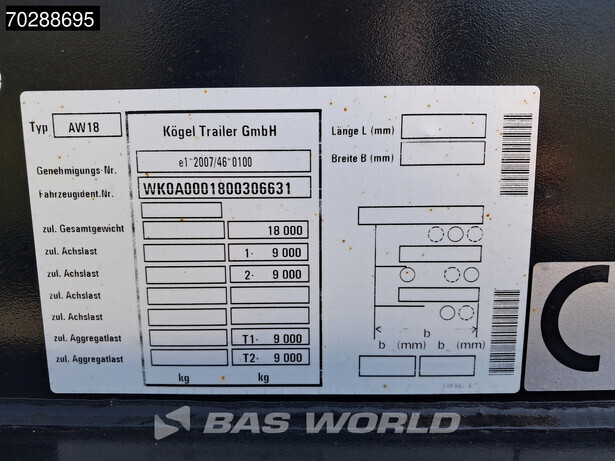 70288695
Typ AW18
Kögel Trailer GmbH
Länge L (mm)
Breite B (mm)
Genehmigungs-Nr. e1*2007/46*0100
Fahrzeugident.Nr. WK0A0001800306631
zul. Gesamtgewicht 18 000
zul. Achslast 1- 9 000
zul. Achslast 2- 9 000
zul. Achslast
zul. Achslast
zul. Aggregatlast T1- 9 000
zul. Aggregatlast T2- 9 000
kg kg
b
b (mm) b (mm)
C
BAS WORLD